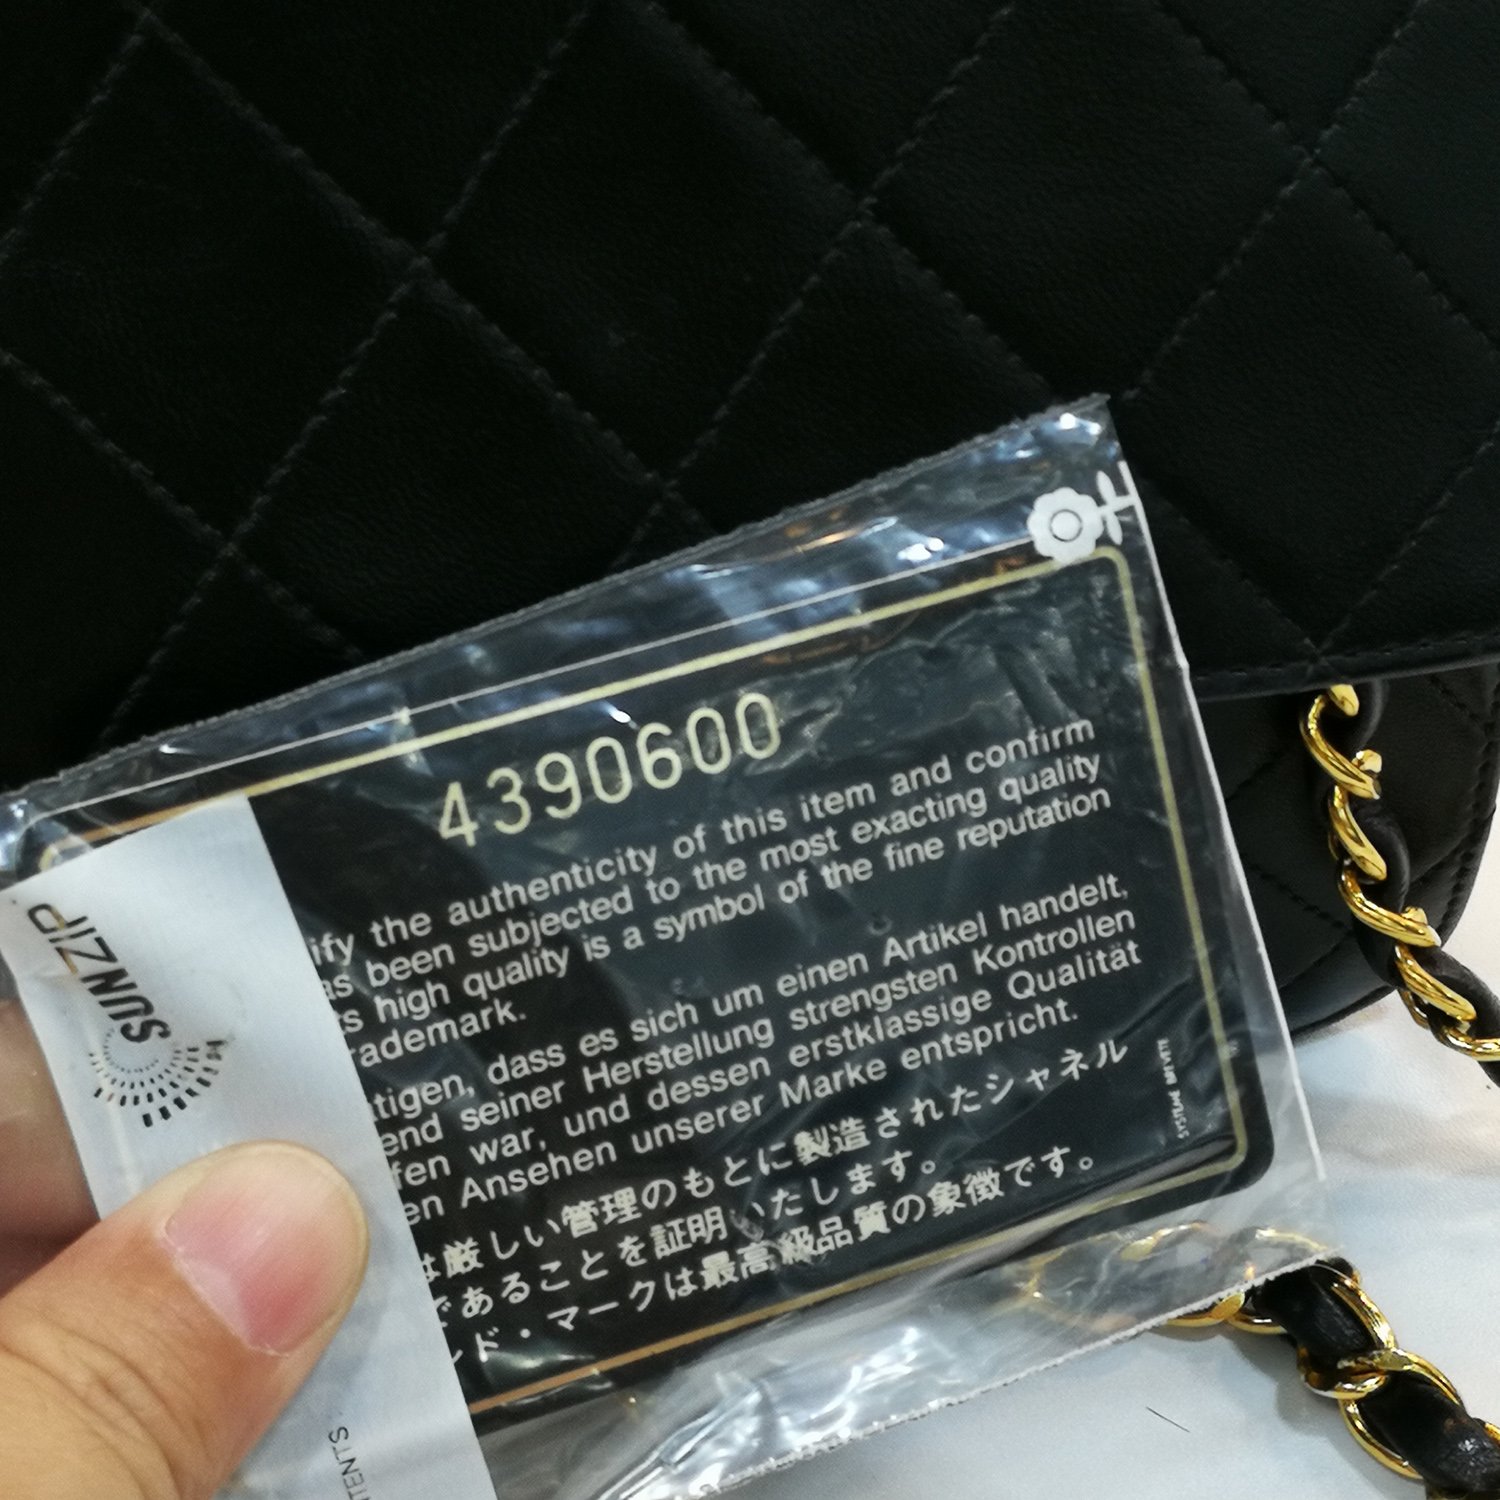 4390600
ify the authenticity of this item and confirm
as been subjected to the most exacting quality
s high quality is a symbol of the fine reputation
rademark.
tigen, dass es sich um einen Artikel handelt,
end seiner Herstellung strengsten Kontrollen
fen war, und dessen erstklassige Qualität
en Ansehen unserer Marke entspricht.
は厳しい管理のもとに製造されたシャネル
であることを証明いたします。
ンド・マークは最高級品質の象徴です。
SUNZIP